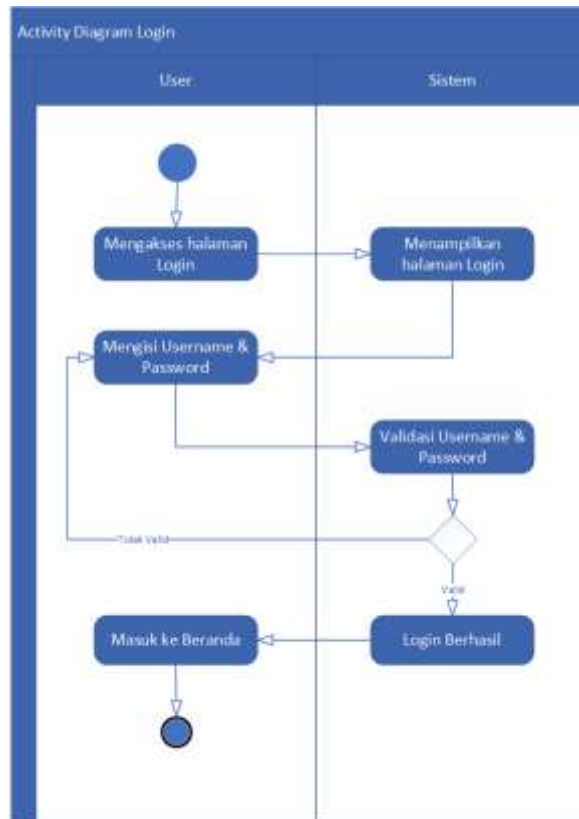 Activity Diagram Login
User
Sistem
Mengakses halaman
Login
Menampilkan
halaman Login
Mengisi Username &
Password
Validasi Username &
Password
Tidak Valid
Valid
Masuk ke Beranda
Login Berhasil